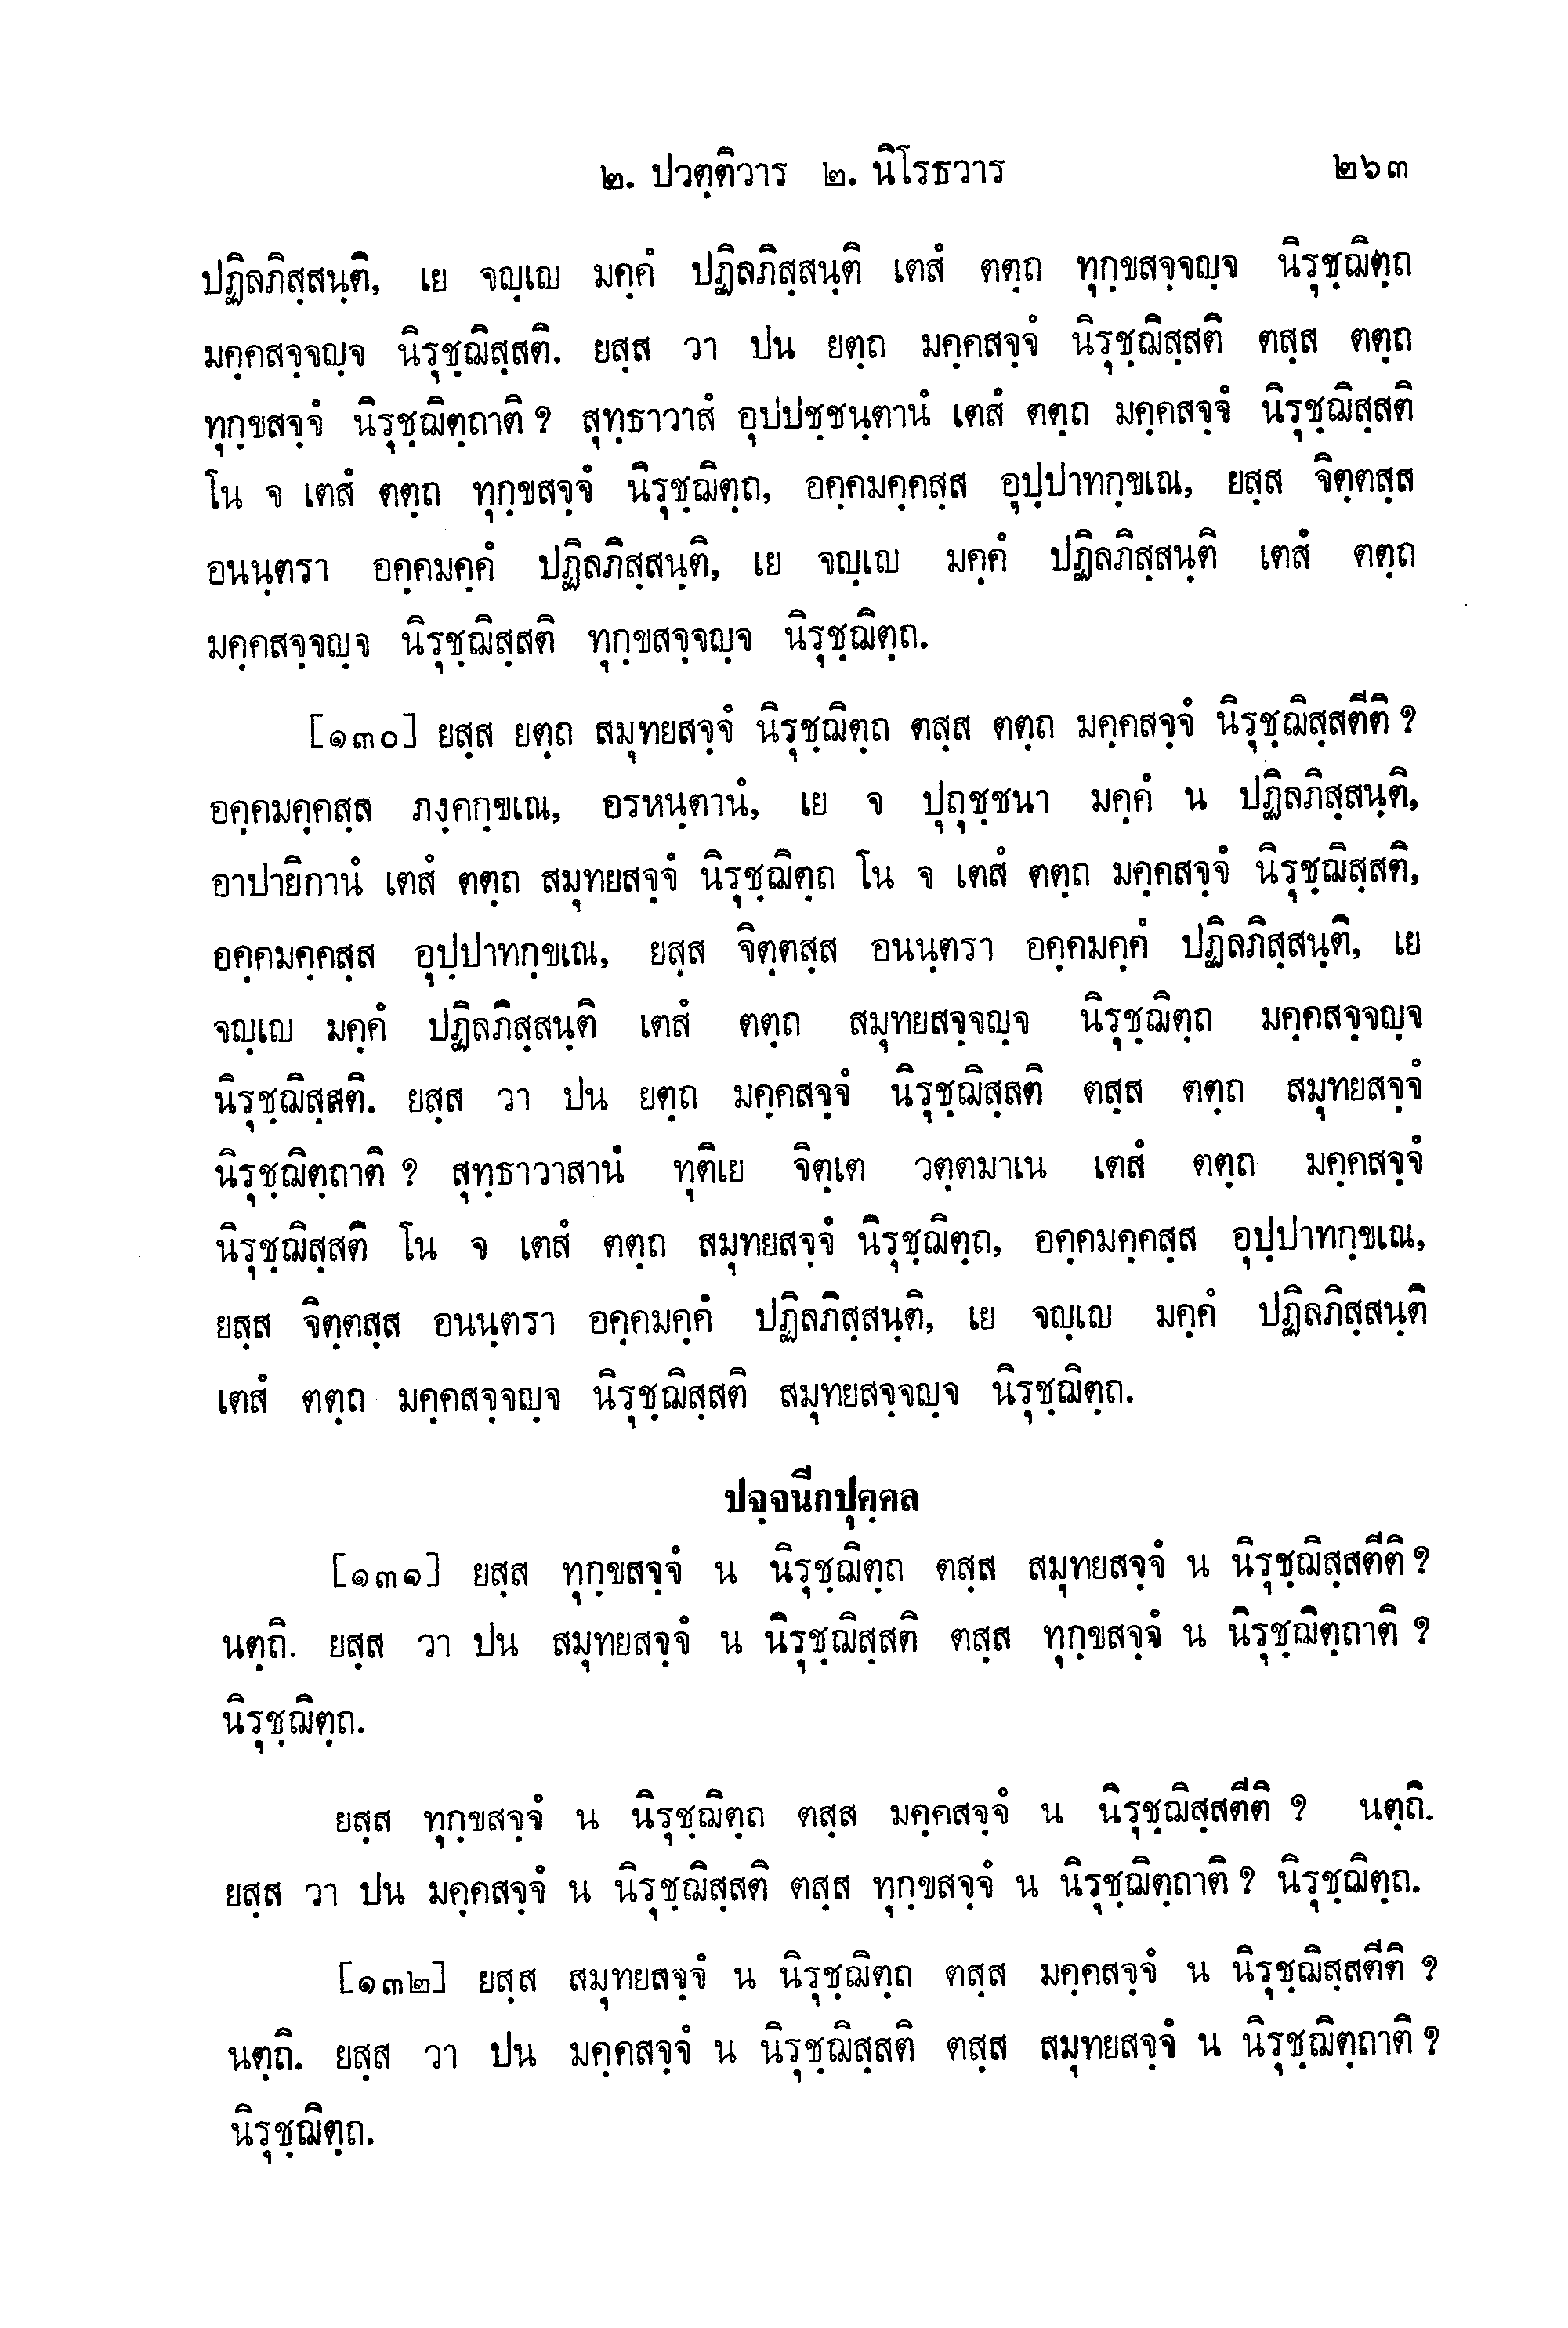 ๒. ปวตฺติวาร ๒. นิโรธวาร ๒๖๓
ปฏิลภิสฺสนฺติ, เย จญฺเญ มคฺคํ ปฏิลภิสฺสนฺติ เตสํ ตตฺถ ทุกฺขสจฺจญฺจ นิรุชฺฌิตฺถ
มคฺคสจฺจญฺจ นิรุชฺฌิสฺสติ. ยสฺส วา ปน ยตฺถ มคฺคสจฺจํ นิรุชฺฌิสฺสติ ตสฺส ตตฺถ
ทุกฺขสจฺจํ นิรุชฺฌิตฺถาติ ? สุทฺธาวาสํ อุปปชฺชนฺตานํ เตสํ ตตฺถ มคฺคสจฺจํ นิรุชฺฌิสฺสติ
โน จ เตสํ ตตฺถ ทุกฺขสจฺจํ นิรุชฺฌิตฺถ, อคฺคมคฺคสฺส อุปฺปาทกฺขเณ, ยสฺส จิตฺตสฺส
อนนฺตรา อคฺคมคฺคํ ปฏิลภิสฺสนฺติ, เย จญฺเญ มคฺคํ ปฏิลภิสฺสนฺติ เตสํ ตตฺถ
มคฺคสจฺจญฺจ นิรุชฺฌิสฺสติ ทุกฺขสจฺจญฺจ นิรุชฺฌิตฺถ.
[๑๓๐] ยสฺส ยตฺถ สมุทยสจฺจํ นิรุชฺฌิตฺถ ตสฺส ตตฺถ มคฺคสจฺจํ นิรุชฺฌิสฺสตีติ ?
อคฺคมคฺคสฺส ภงฺคกฺขเณ, อรหนฺตานํ, เย จ ปุถุชฺชนา มคฺคํ น ปฏิลภิสฺสนฺติ,
อาปายิกานํ เตสํ ตตฺถ สมุทยสจฺจํ นิรุชฺฌิตฺถ โน จ เตสํ ตตฺถ มคฺคสจฺจํ นิรุชฺฌิสฺสติ,
อคฺคมคฺคสฺส อุปฺปาทกฺขเณ, ยสฺส จิตฺตสฺส อนนฺตรา อคฺคมคฺคํ ปฏิลภิสฺสนฺติ, เย
จญฺเญ มคฺคํ ปฏิลภิสฺสนฺติ เตสํ ตตฺถ สมุทยสจฺจญฺจ นิรุชฺฌิตฺถ มคฺคสจฺจญฺจ
นิรุชฺฌิสฺสติ. ยสฺส วา ปน ยตฺถ มคฺคสจฺจํ นิรุชฺฌิสฺสติ ตสฺส ตตฺถ สมุทยสจฺจํ
นิรุชฺฌิตฺถาติ ? สุทฺธาวาสานํ ทุติเย จิตฺเต วตฺตมาเน เตสํ ตตฺถ มคฺคสจฺจํ
นิรุชฺฌิสฺสติ โน จ เตสํ ตตฺถ สมุทยสจฺจํ นิรุชฺฌิตฺถ, อคฺคมคฺคสฺส อุปฺปาทกฺขเณ,
ยสฺส จิตฺตสฺส อนนฺตรา อคฺคมคฺคํ ปฏิลภิสฺสนฺติ, เย จญฺเญ มคฺคํ ปฏิลภิสฺสนฺติ
เตสํ ตตฺถ มคฺคสจฺจญฺจ นิรุชฺฌิสฺสติ สมุทยสจฺจญฺจ นิรุชฺฌิตฺถ.
ปจฺจนีกปุคฺคล
[๑๓๑] ยสฺส ทุกฺขสจฺจํ น นิรุชฺฌิตฺถ ตสฺส สมุทยสจฺจํ น นิรุชฺฌิสฺสตีติ ?
นตฺถิ. ยสฺส วา ปน สมุทยสจฺจํ น นิรุชฺฌิสฺสติ ตสฺส ทุกฺขสจฺจํ น นิรุชฺฌิตฺถาติ ?
นิรุชฺฌิตฺถ.
ยสฺส ทุกฺขสจฺจํ น นิรุชฺฌิตฺถ ตสฺส มคฺคสจฺจํ น นิรุชฺฌิสฺสตีติ ? นตฺถิ.
ยสฺส วา ปน มคฺคสจฺจํ น นิรุชฺฌิสฺสติ ตสฺส ทุกฺขสจฺจํ น นิรุชฺฌิตฺถาติ ? นิรุชฺฌิตฺถ.
[๑๓๒] ยสฺส สมุทยสจฺจํ น นิรุชฺฌิตฺถ ตสฺส มคฺคสจฺจํ น นิรุชฺฌิสฺสตีติ ?
นตฺถิ. ยสฺส วา ปน มคฺคสจฺจํ น นิรุชฺฌิสฺสติ ตสฺส สมุทยสจฺจํ น นิรุชฺฌิตฺถาติ ?
นิรุชฺฌิตฺถ.